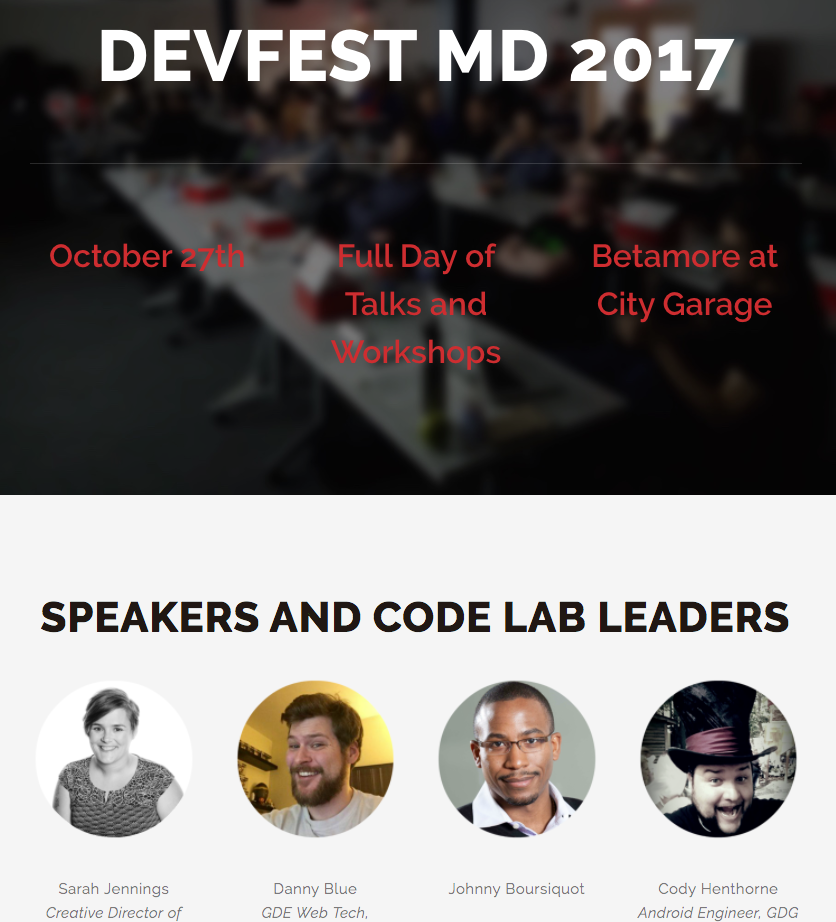 DEVFEST MD 2017
October 27th
Full Day of
Talks and
Workshops
Betamore at
City Garage
SPEAKERS AND CODE LAB LEADERS
Sarah Jennings
Creative Director of
Danny Blue
GDE Web Tech,
Johnny Boursiquot
Cody Henthorne
Android Engineer, GDG